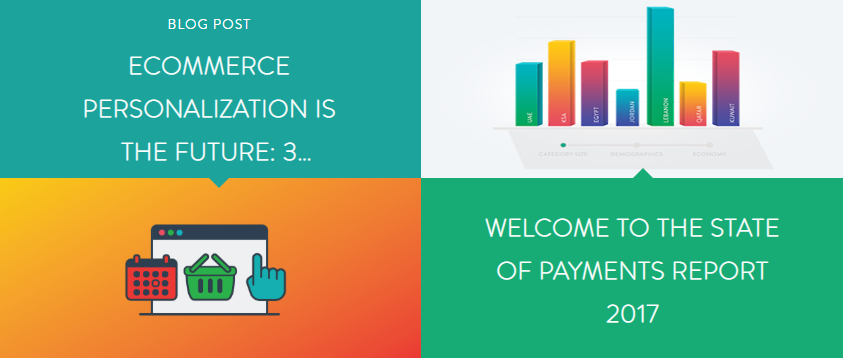 BLOG POST
ECOMMERCE
PERSONALIZATION IS
THE FUTURE: 3...
UAE
KSA
EGYPT
JORDAN
LEBANON
QATAR
KUWAIT
CATEGORY SIZE
DEMOGRAPHICS
ECONOMY
WELCOME TO THE STATE
OF PAYMENTS REPORT
2017